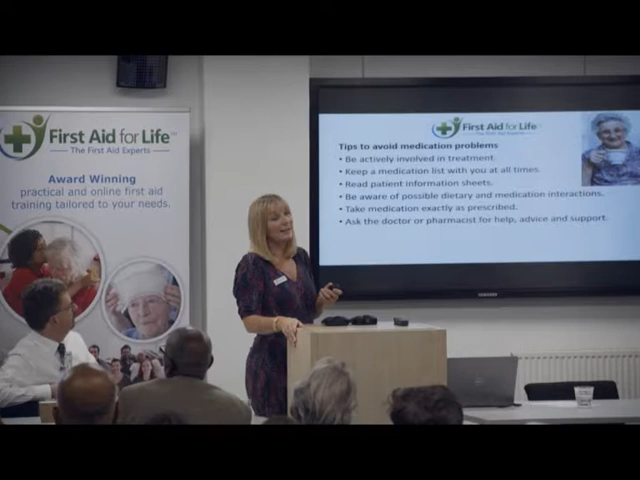 First Aid for Life
The First Aid Experts
Award Winning
practical and online first aid
training tailored to your needs.
First Aid for Life
Tips to avoid medication problems
• Be actively involved in treatment.
• Keep a medication list with you at all times.
• Read patient information sheets.
• Be aware of possible dietary and medication interactions.
• Take medication exactly as prescribed.
• Ask the doctor or pharmacist for help, advice and support.